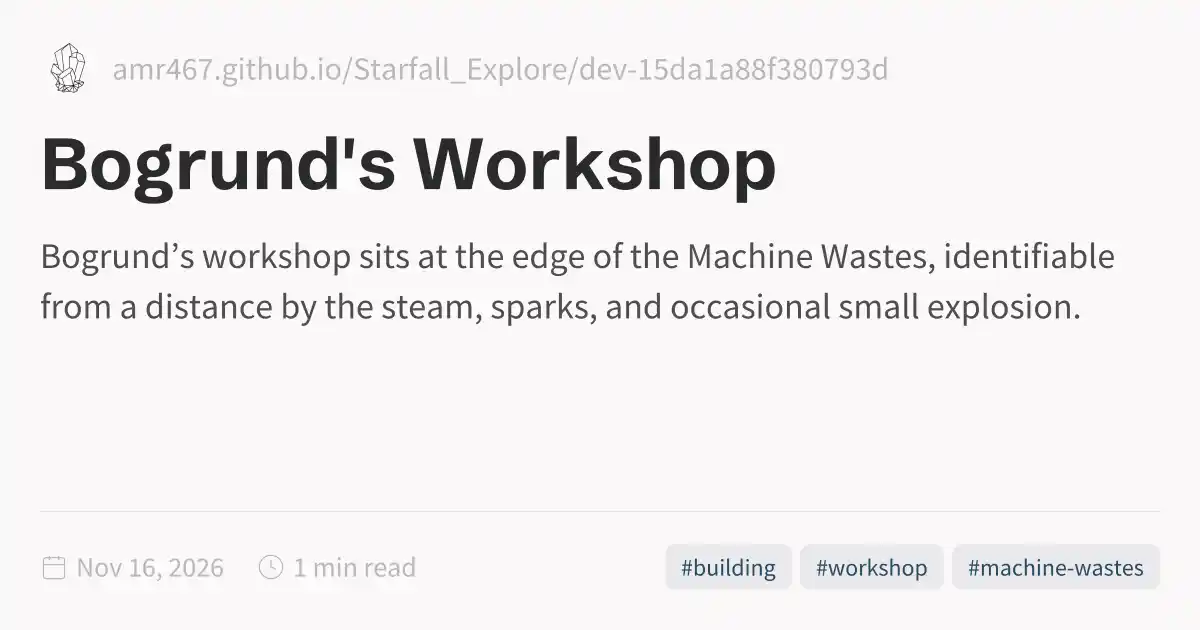 amr467.github.io/Starfall_Explore/dev-15da1a88f380793d
Bogrund's Workshop
Bogrund’s workshop sits at the edge of the Machine Wastes, identifiable
from a distance by the steam, sparks, and occasional small explosion.
Nov 16, 2026 1 min read #building #workshop #machine-wastes